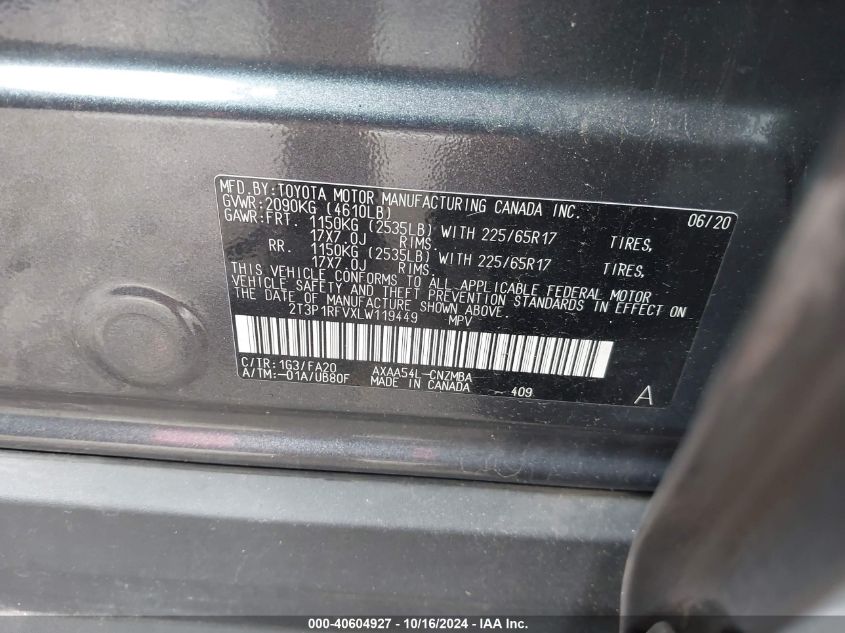 MFD.BY:TOYOTA MOTOR MANUFACTURING CANADA INC. 06/20
GVWR:2090KG (4610LB)
GAWR:FRT. 1150KG (2535LB) WITH 225/65R17 TIRES,
17X7.0J RIMS.
RR. 1150KG (2535LB) WITH 225/65R17 TIRES,
17X7.0J RIMS.
THIS VEHICLE CONFORMS TO ALL APPLICABLE FEDERAL MOTOR
VEHICLE SAFETY AND THEFT PREVENTION STANDARDS IN EFFECT ON
THE DATE OF MANUFACTURE SHOWN ABOVE.
2T3P1RFVXLW119449 MPV
C/TR:1G3/FA20 AXAA54L-CNZMBA
A/TM:-01A/UB80F MADE IN CANADA 409 A
000-40604927 - 10/16/2024 - IAA Inc.